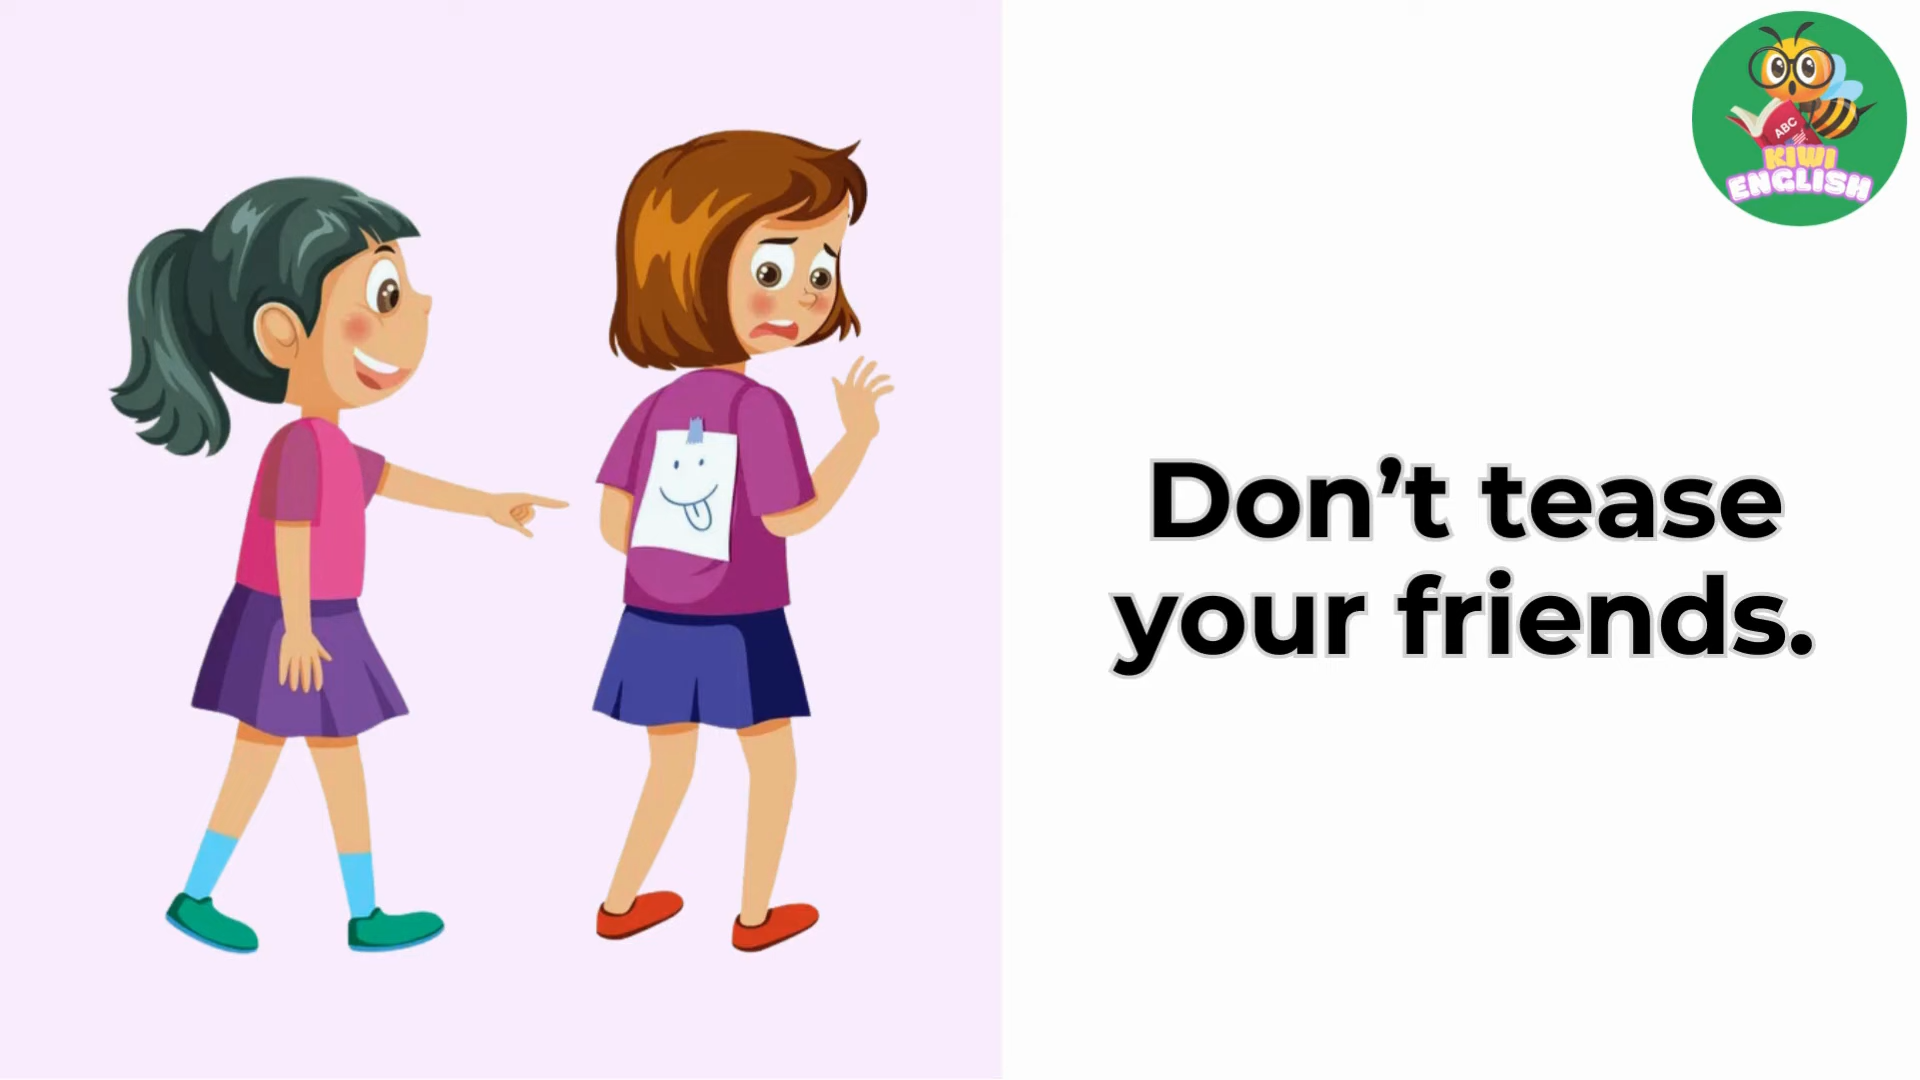 ABC
KIWI
ENGLISH
Don’t tease
your friends.